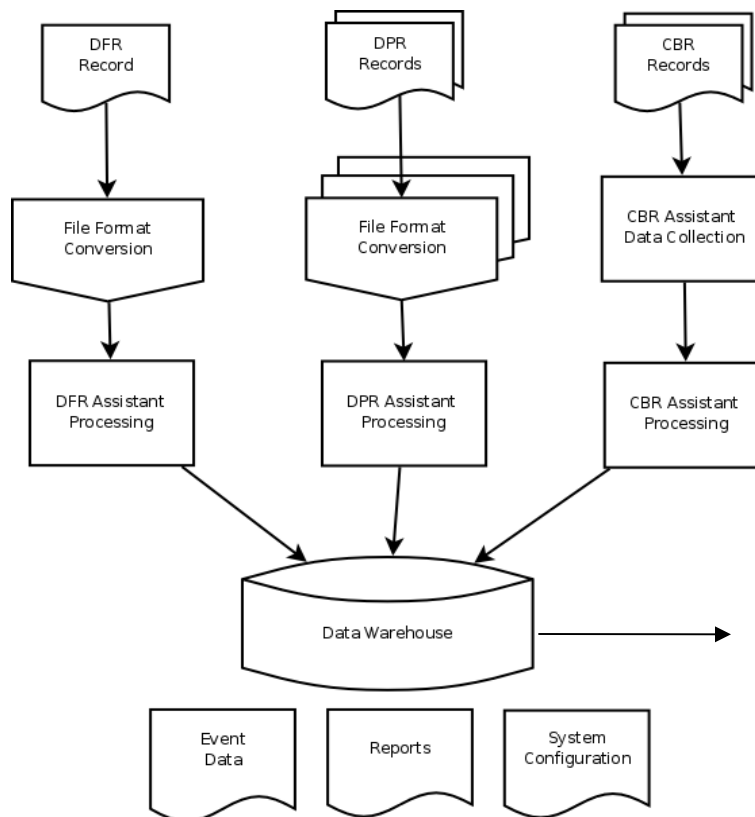 DFR
Record
DPR
Records
CBR
Records
File Format
Conversion
File Format
Conversion
CBR Assistant
Data Collection
DFR Assistant
Processing
DPR Assistant
Processing
CBR Assistant
Processing
Data Warehouse
Event
Data
Reports
System
Configuration